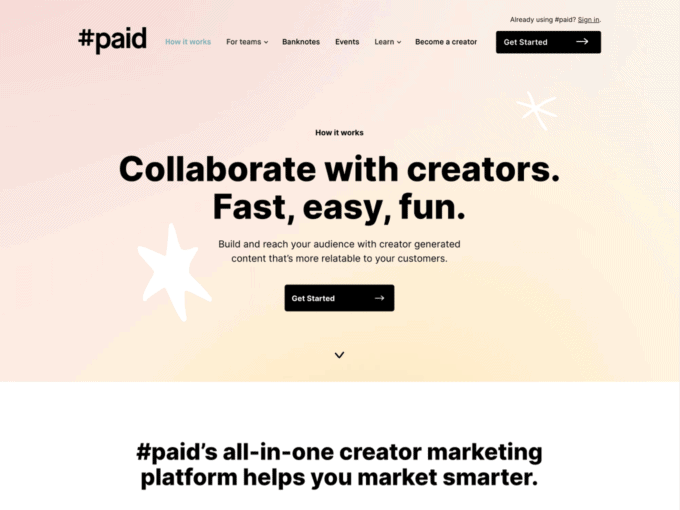 Already using #paid? Sign in.
#paid How it works For teams Banknotes Events Learn Become a creator Get Started
How it works
Collaborate with creators.
Fast, easy, fun.
Build and reach your audience with creator generated
content that’s more relatable to your customers.
Get Started
#paid’s all-in-one creator marketing
platform helps you market smarter.